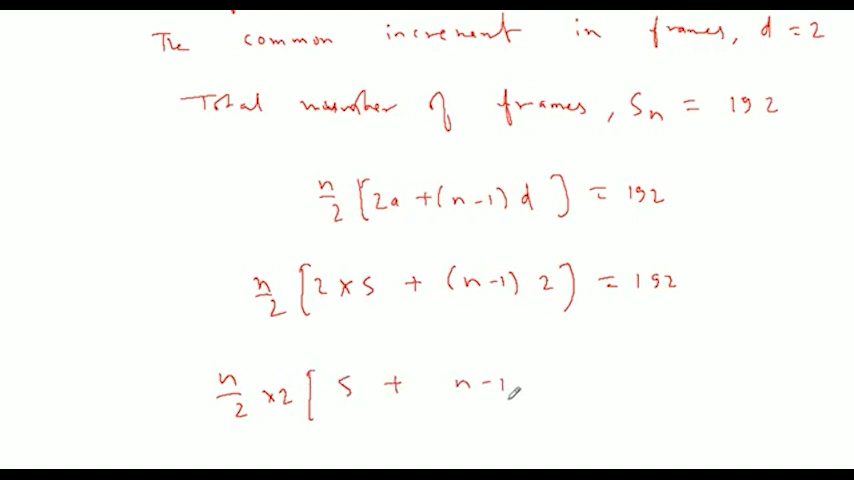 The common increment in frames, d = 2
Total number of frames, Sn = 192
n/2 [2a + (n-1) d] = 192
n/2 [2 × 5 + (n-1) 2] = 192
n/2 × 2 [ 5 + n - 1